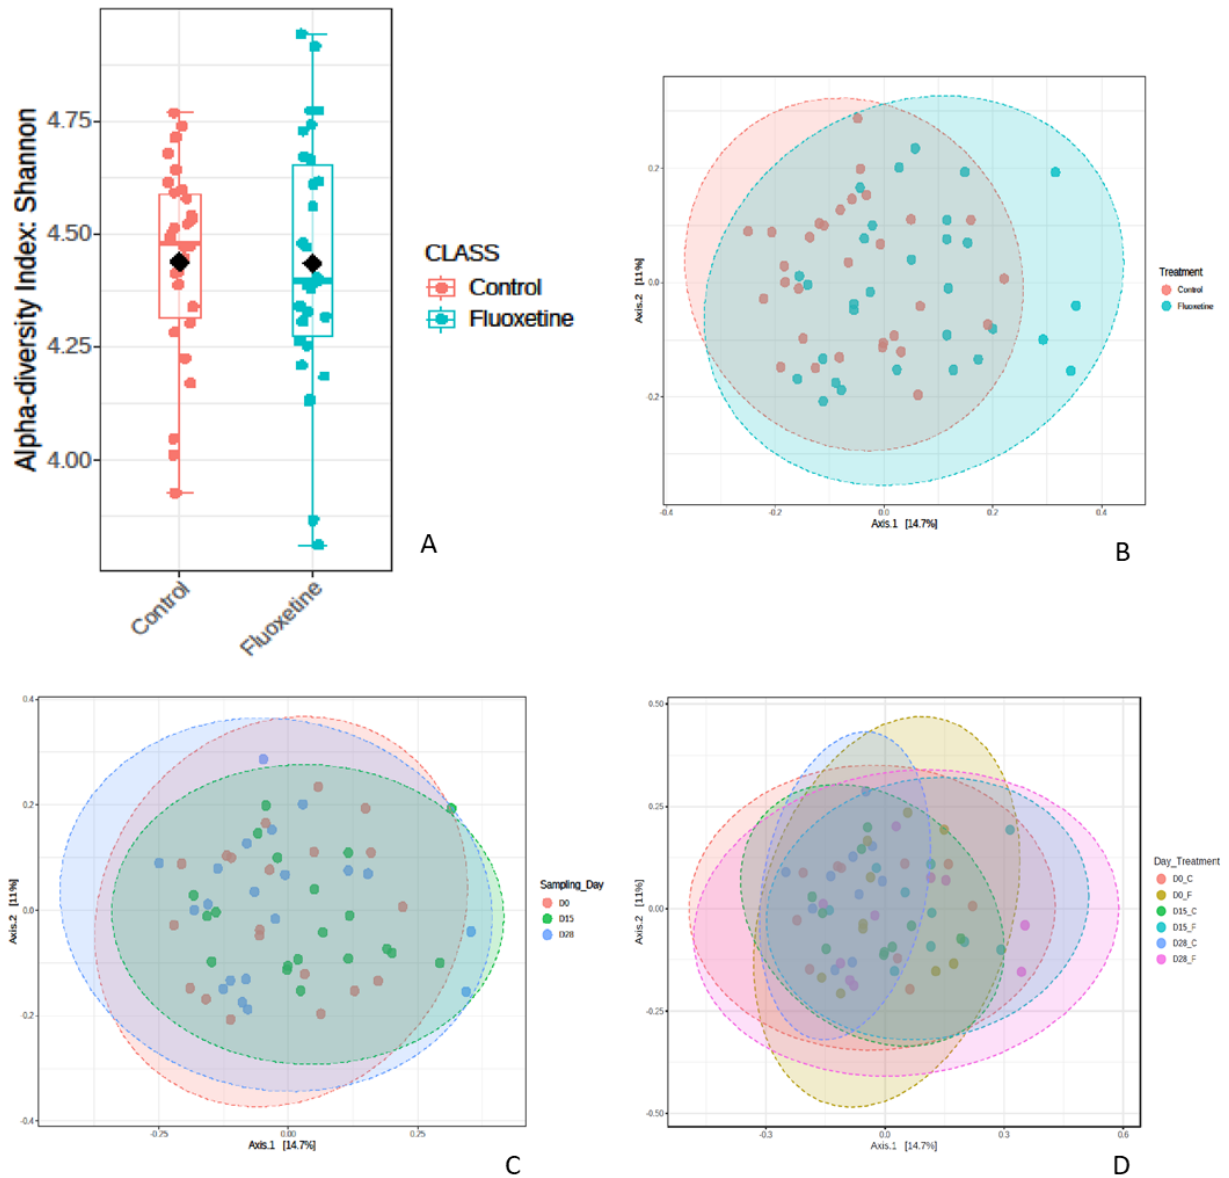 Alpha-diversity Index: Shannon
4.75
4.50
4.25
4.00
Control
Fluoxetine
CLASS
Control
Fluoxetine
A
Axis.2 [11%]
0.2
0.0
0.2
-0.4
-0.2
0.0
0.2
0.4
Axis.1 [14.7%]
Treatment
Control
Fluoxetine
B
Axis.2 [11%]
0.4
0.2
0.0
0.2
-0.4
-0.25
0.00
0.25
Axis.1 [14.7%]
Sampling_Day
D0
D15
D28
C
Axis.2 [11%]
0.50
0.25
0.00
-0.25
-0.50
-0.3
0.0
0.3
0.6
Axis.1 [14.7%]
Day_Treatment
D0_C
D0_F
D15_C
D15_F
D28_C
D28_F
D